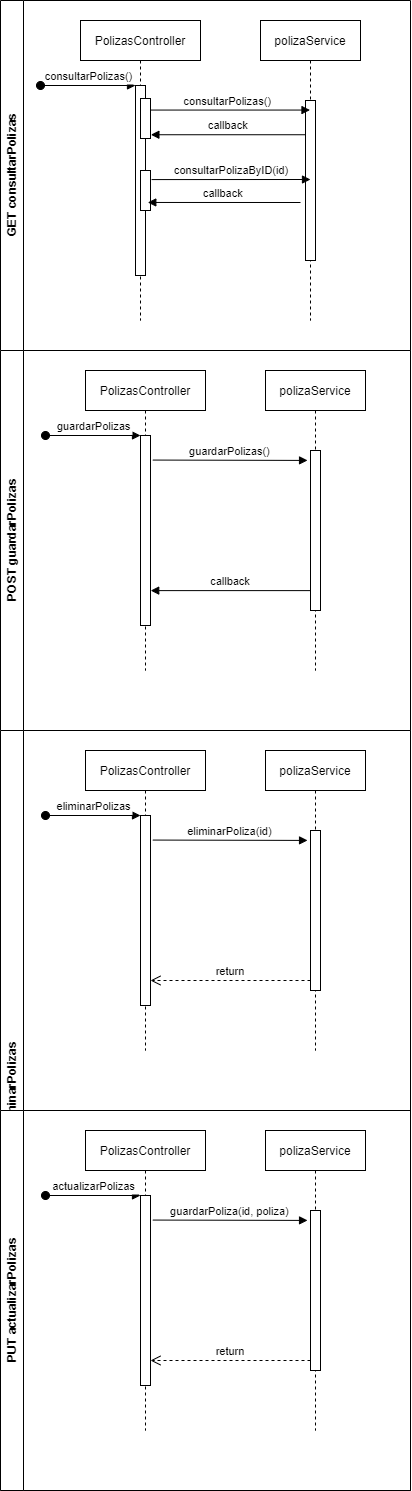 GET consultarPolizas
PolizasController
polizaService
consultarPolizas()
consultarPolizas()
callback
consultarPolizaByID(id)
callback
POST guardarPolizas
PolizasController
polizaService
guardarPolizas
guardarPolizas()
callback
minarPolizas
PolizasController
polizaService
eliminarPolizas
eliminarPoliza(id)
return
PUT actualizarPolizas
PolizasController
polizaService
actualizarPolizas
guardarPoliza(id, poliza)
return